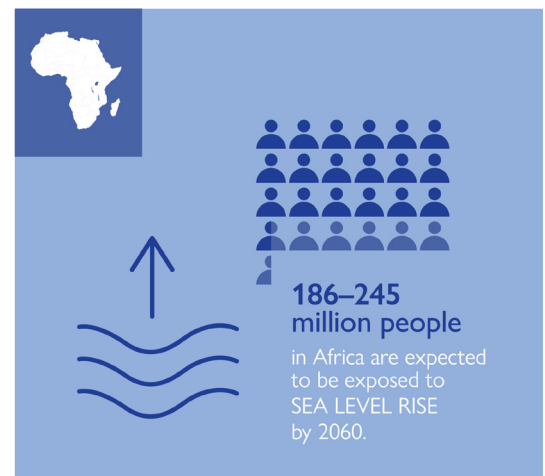 186–245
million people
in Africa are expected
to be exposed to
SEA LEVEL RISE
by 2060.